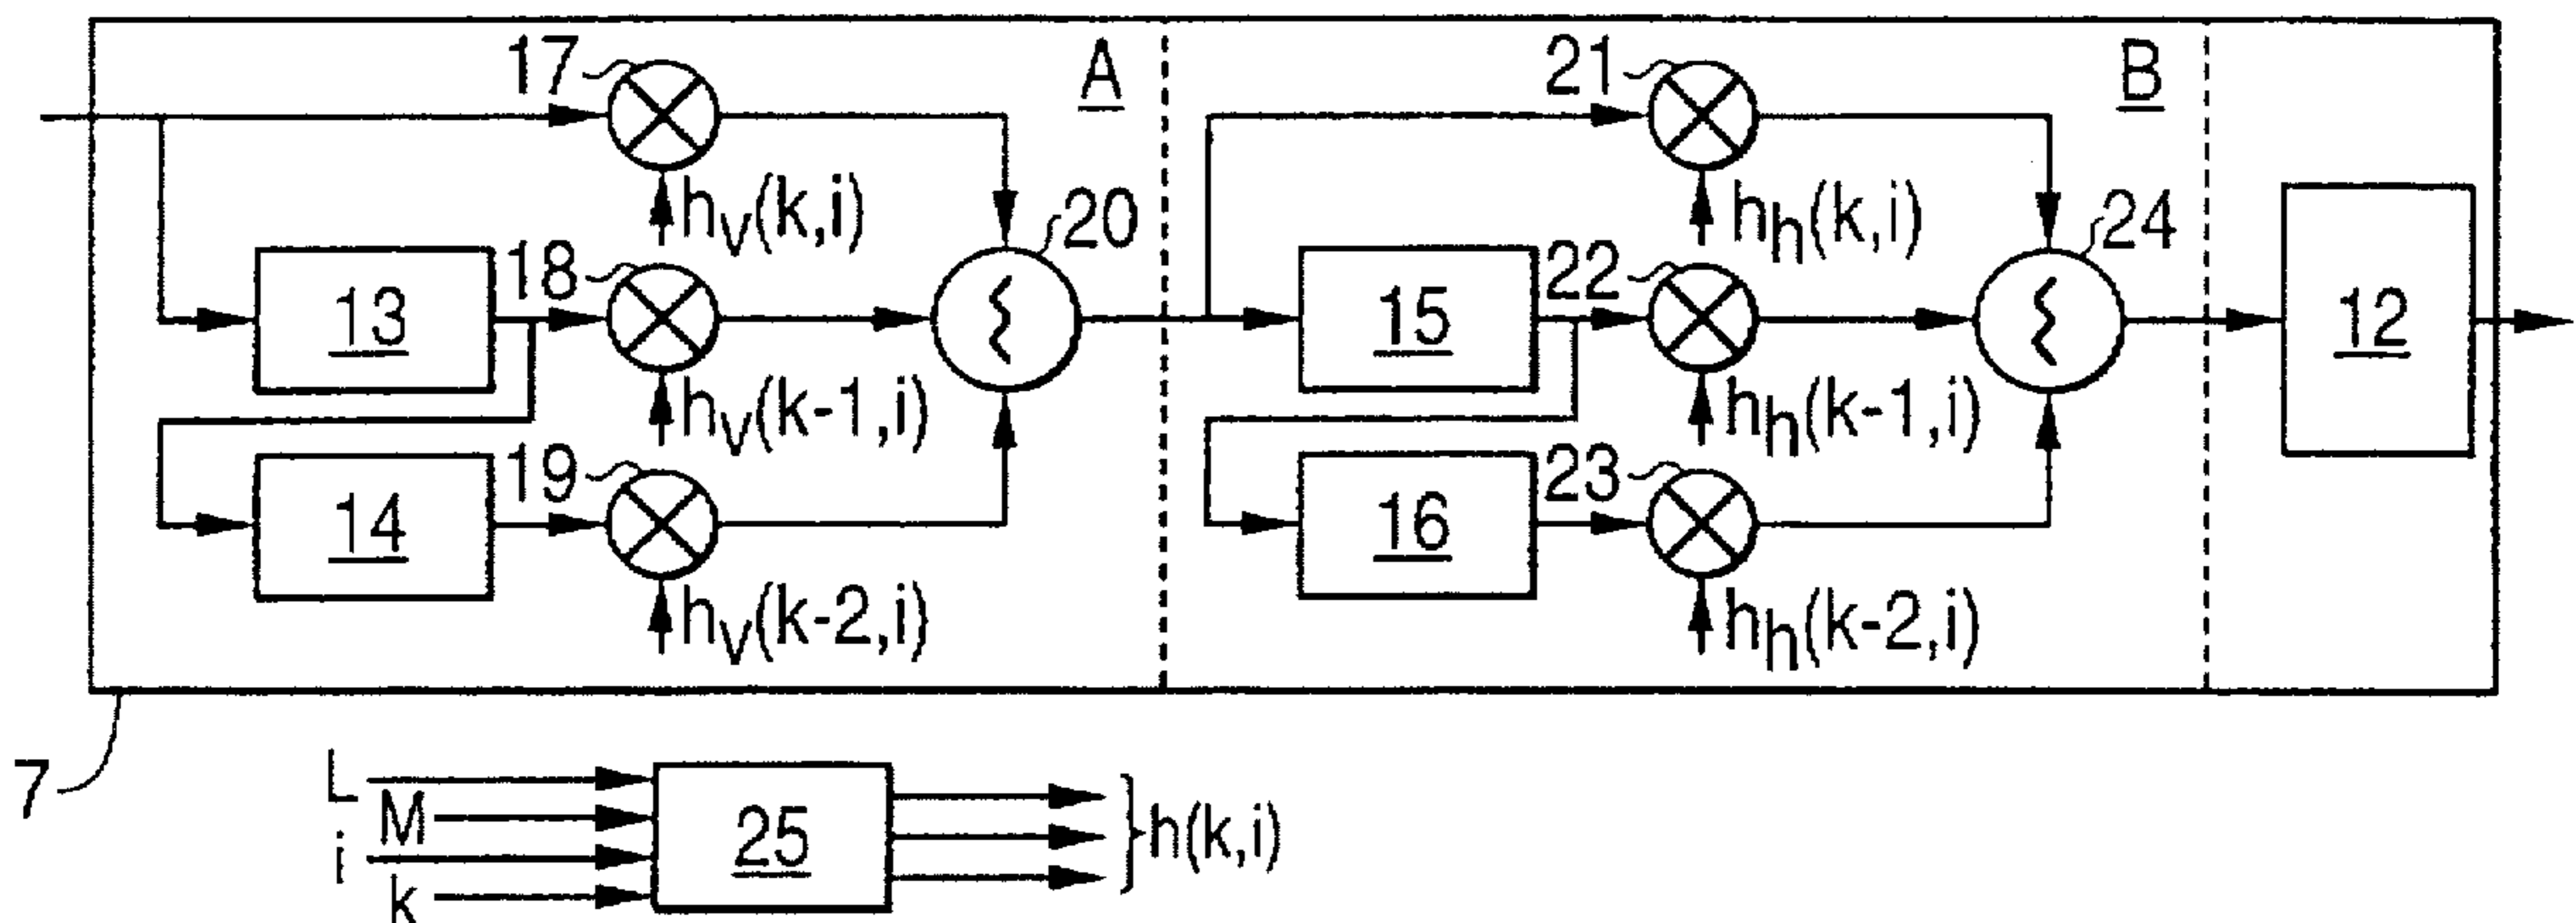 17
A
21
B
hv(k,i)
20
hh(k,i)
24
13
18
15
22
12
hv(k-1,i)
hh(k-1,i)
14
19
16
23
hv(k-2,i)
hh(k-2,i)
7
L
M
i
k
25
h(k,i)